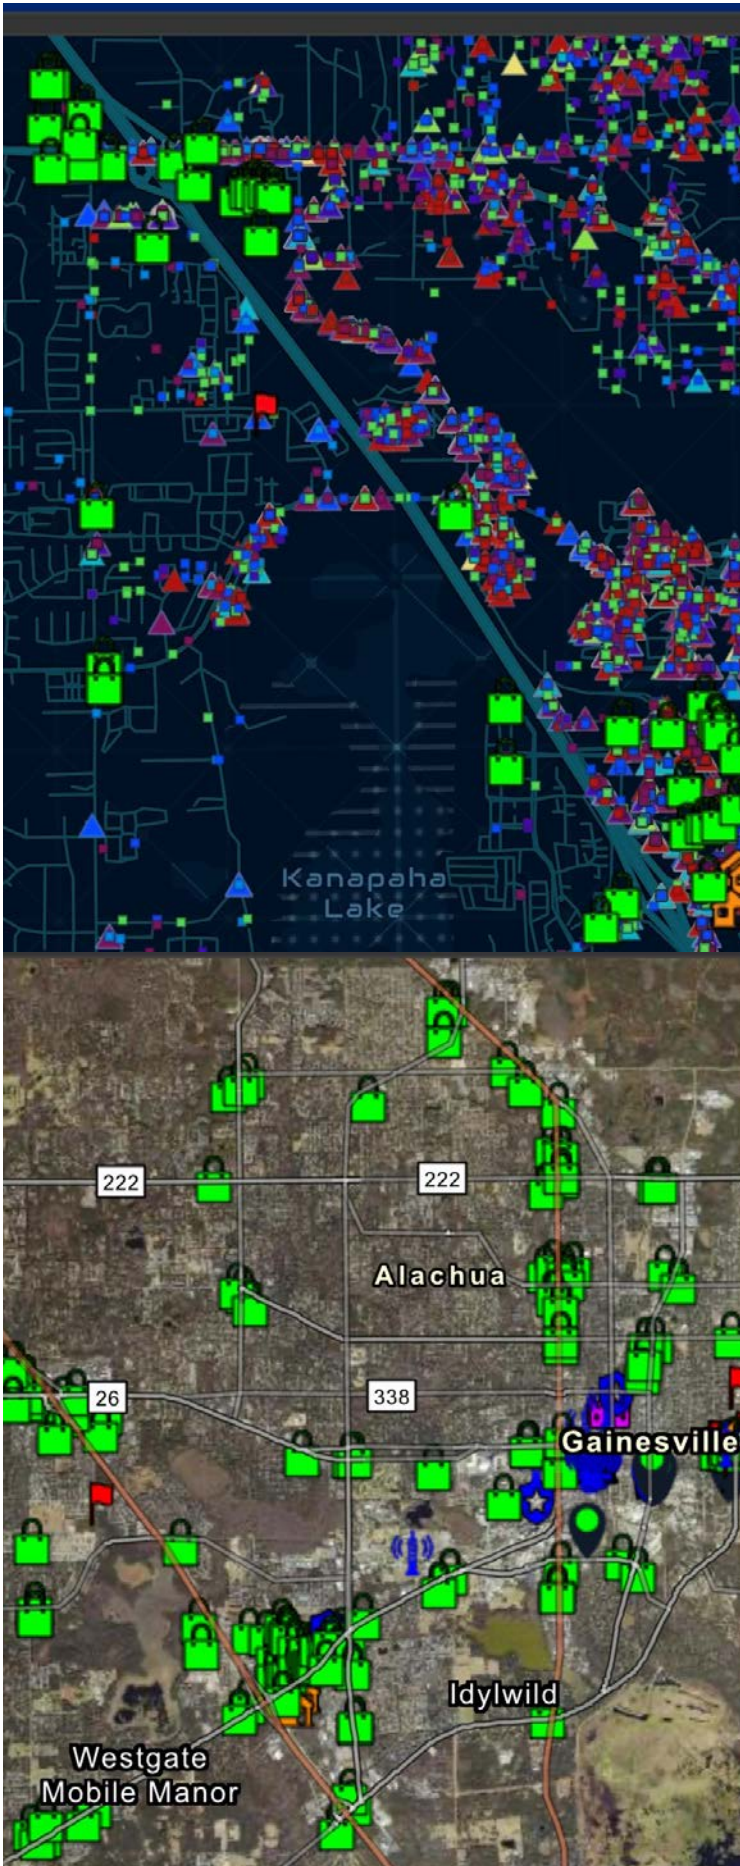 Kanapaha
Lake
222
222
Alachua
26
338
Gainesville
Idylwild
Westgate
Mobile Manor